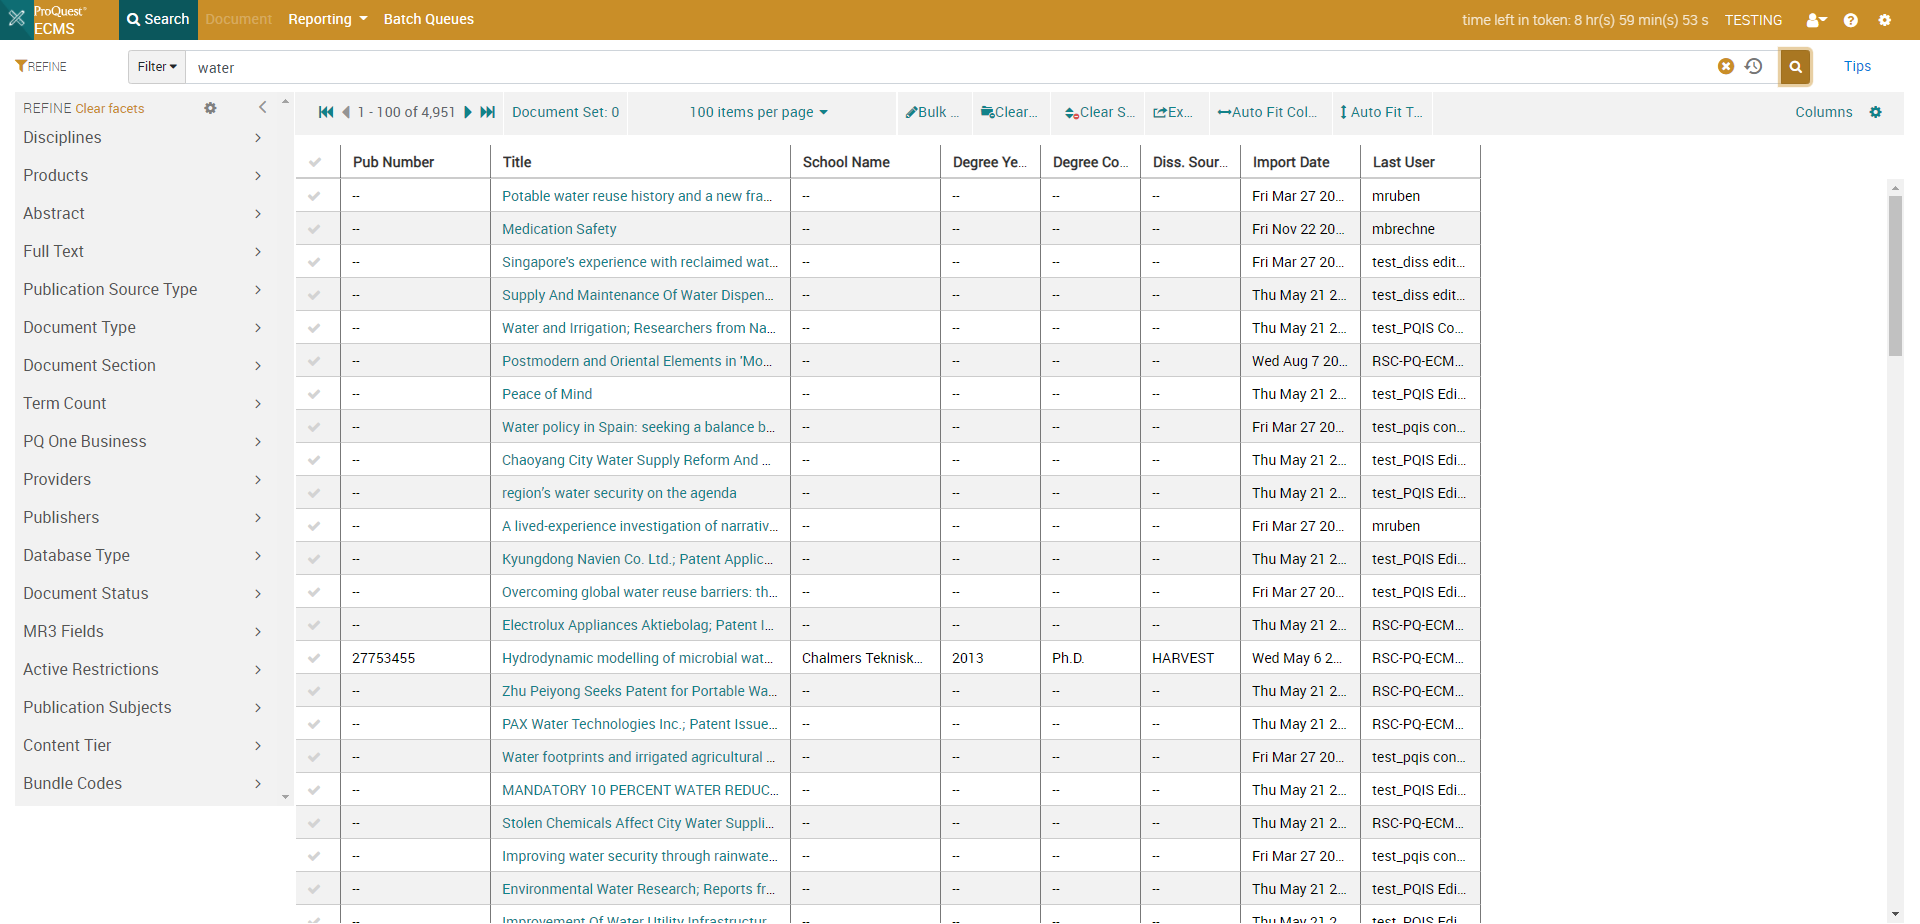 ProQuest®
ECMS
Search
Document
Reporting
Batch Queues
time left in token: 8 hr(s) 59 min(s) 53 s
TESTING
REFINE
Filter
water
Tips
REFINE Clear facets
1 - 100 of 4,951
Document Set: 0
100 items per page
Bulk ...
Clear...
Clear S...
Ex...
Auto Fit Col...
Auto Fit T...
Columns
Disciplines
Products
Abstract
Full Text
Publication Source Type
Document Type
Document Section
Term Count
PQ One Business
Providers
Publishers
Database Type
Document Status
MR3 Fields
Active Restrictions
Publication Subjects
Content Tier
Bundle Codes
Pub Number Title School Name Degree Ye... Degree Co... Diss. Sour... Import Date Last User
-- Potable water reuse history and a new fra... -- -- -- -- Fri Mar 27 20... mruben
-- Medication Safety -- -- -- -- Fri Nov 22 20... mbrechne
-- Singapore's experience with reclaimed wat... -- -- -- -- Fri Mar 27 20... test_diss edit...
-- Supply And Maintenance Of Water Dispen... -- -- -- -- Thu May 21 2... test_diss edit...
-- Water and Irrigation; Researchers from Na... -- -- -- -- Thu May 21 2... test_PQIS Co...
-- Postmodern and Oriental Elements in 'Mo... -- -- -- -- Wed Aug 7 20... RSC-PQ-ECM...
-- Peace of Mind -- -- -- -- Thu May 21 2... test_PQIS Edi...
-- Water policy in Spain: seeking a balance b... -- -- -- -- Fri Mar 27 20... test_pqis con...
-- Chaoyang City Water Supply Reform And ... -- -- -- -- Thu May 21 2... test_PQIS Edi...
-- region’s water security on the agenda -- -- -- -- Thu May 21 2... test_PQIS Edi...
-- A lived-experience investigation of narrativ... -- -- -- -- Fri Mar 27 20... mruben
-- Kyungdong Navien Co. Ltd.; Patent Applic... -- -- -- -- Thu May 21 2... test_PQIS Edi...
-- Overcoming global water reuse barriers: th... -- -- -- -- Fri Mar 27 20... test_PQIS Edi...
-- Electrolux Appliances Aktiebolag; Patent I... -- -- -- -- Thu May 21 2... RSC-PQ-ECM...
27753455 Hydrodynamic modelling of microbial wat... Chalmers Teknisk... 2013 Ph.D. HARVEST Wed May 6 2... RSC-PQ-ECM...
-- Zhu Peiyong Seeks Patent for Portable Wa... -- -- -- -- Thu May 21 2... RSC-PQ-ECM...
-- PAX Water Technologies Inc.; Patent Issue... -- -- -- -- Thu May 21 2... RSC-PQ-ECM...
-- Water footprints and irrigated agricultural ... -- -- -- -- Fri Mar 27 20... test_pqis con...
-- MANDATORY 10 PERCENT WATER REDUC... -- -- -- -- Thu May 21 2... test_PQIS Edi...
-- Stolen Chemicals Affect City Water Suppli... -- -- -- -- Thu May 21 2... RSC-PQ-ECM...
-- Improving water security through rainwate... -- -- -- -- Fri Mar 27 20... test_pqis con...
-- Environmental Water Research; Reports fr... -- -- -- -- Thu May 21 2... test_PQIS Edi...
-- Improvement Of Water Utility Infrastructur... -- -- -- -- Thu May 21 2... test_PQIS Edi...